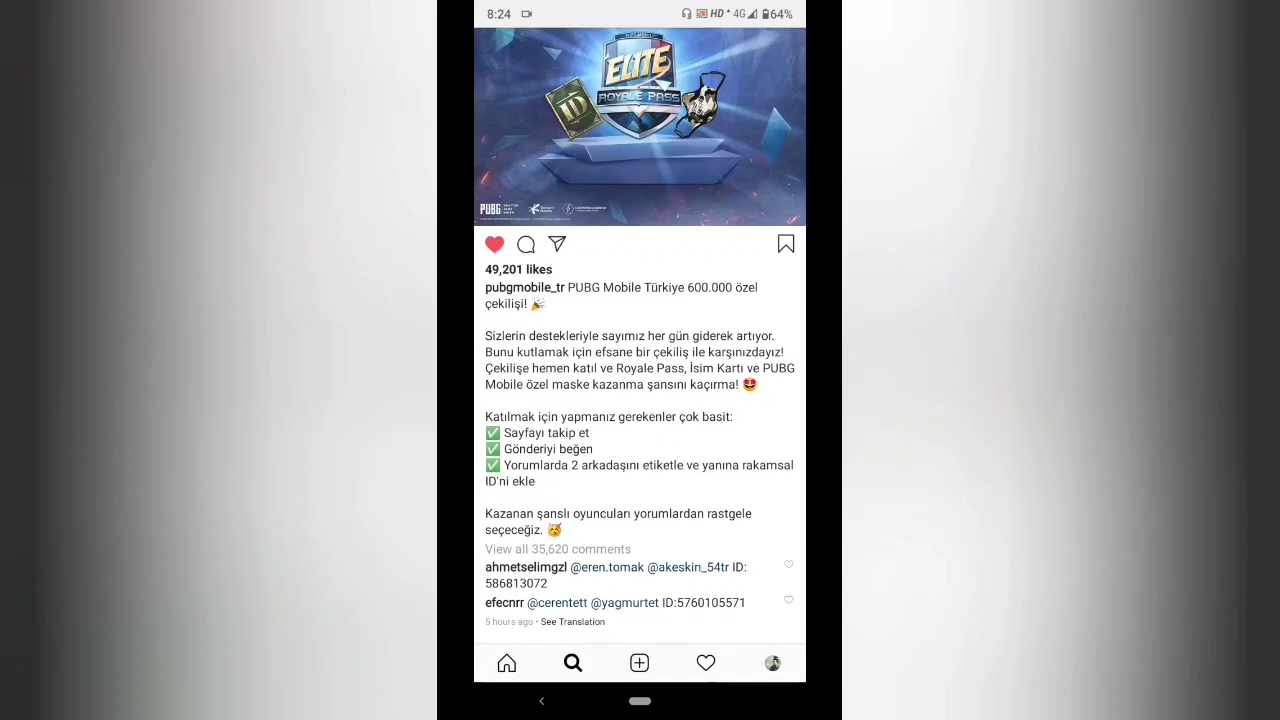 8:24 HD 4G 64%
ELITE
ROYALE PASS
ID
PUBG
49,201 likes
pubgmobile_tr PUBG Mobile Türkiye 600.000 özel
çekilişi! 🎉
Sizlerin destekleriyle sayımız her gün giderek artıyor.
Bunu kutlamak için efsane bir çekiliş ile karşınızdayız!
Çekilişe hemen katıl ve Royale Pass, İsim Kartı ve PUBG
Mobile özel maske kazanma şansını kaçırma! 🤩
Katılmak için yapmanız gerekenler çok basit:
✅ Sayfayı takip et
✅ Gönderiyi beğen
✅ Yorumlarda 2 arkadaşını etiketle ve yanına rakamsal
ID'ni ekle
Kazanan şanslı oyuncuları yorumlardan rastgele
seçeceğiz. 🥳
View all 35,620 comments
ahmetselimgzl @eren.tomak @akeskin_54tr ID:
586813072
efecnrr @cerentett @yagmurtet ID:5760105571
5 hours ago • See Translation